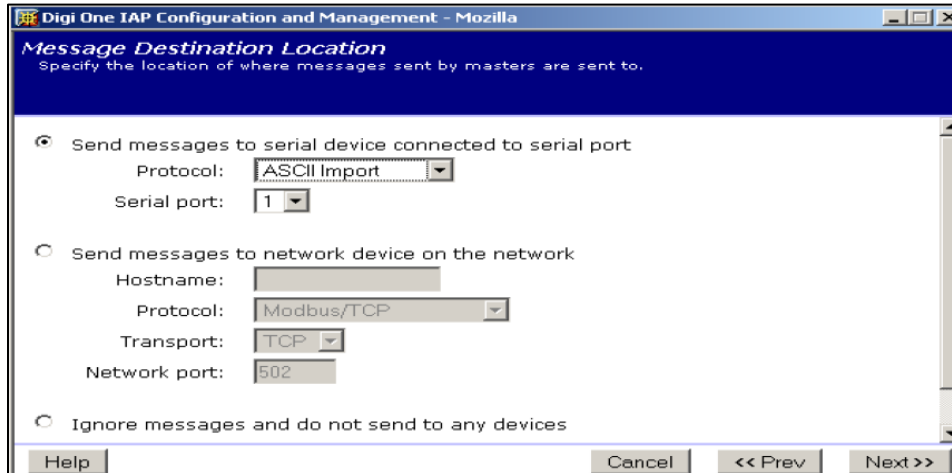 Digi One IAP Configuration and Management - Mozilla
Message Destination Location
Specify the location of where messages sent by masters are sent to.
Send messages to serial device connected to serial port
Protocol: ASCII Import
Serial port: 1
Send messages to network device on the network
Hostname:
Protocol: Modbus/TCP
Transport: TCP
Network port: 502
Ignore messages and do not send to any devices
Help Cancel << Prev Next >>